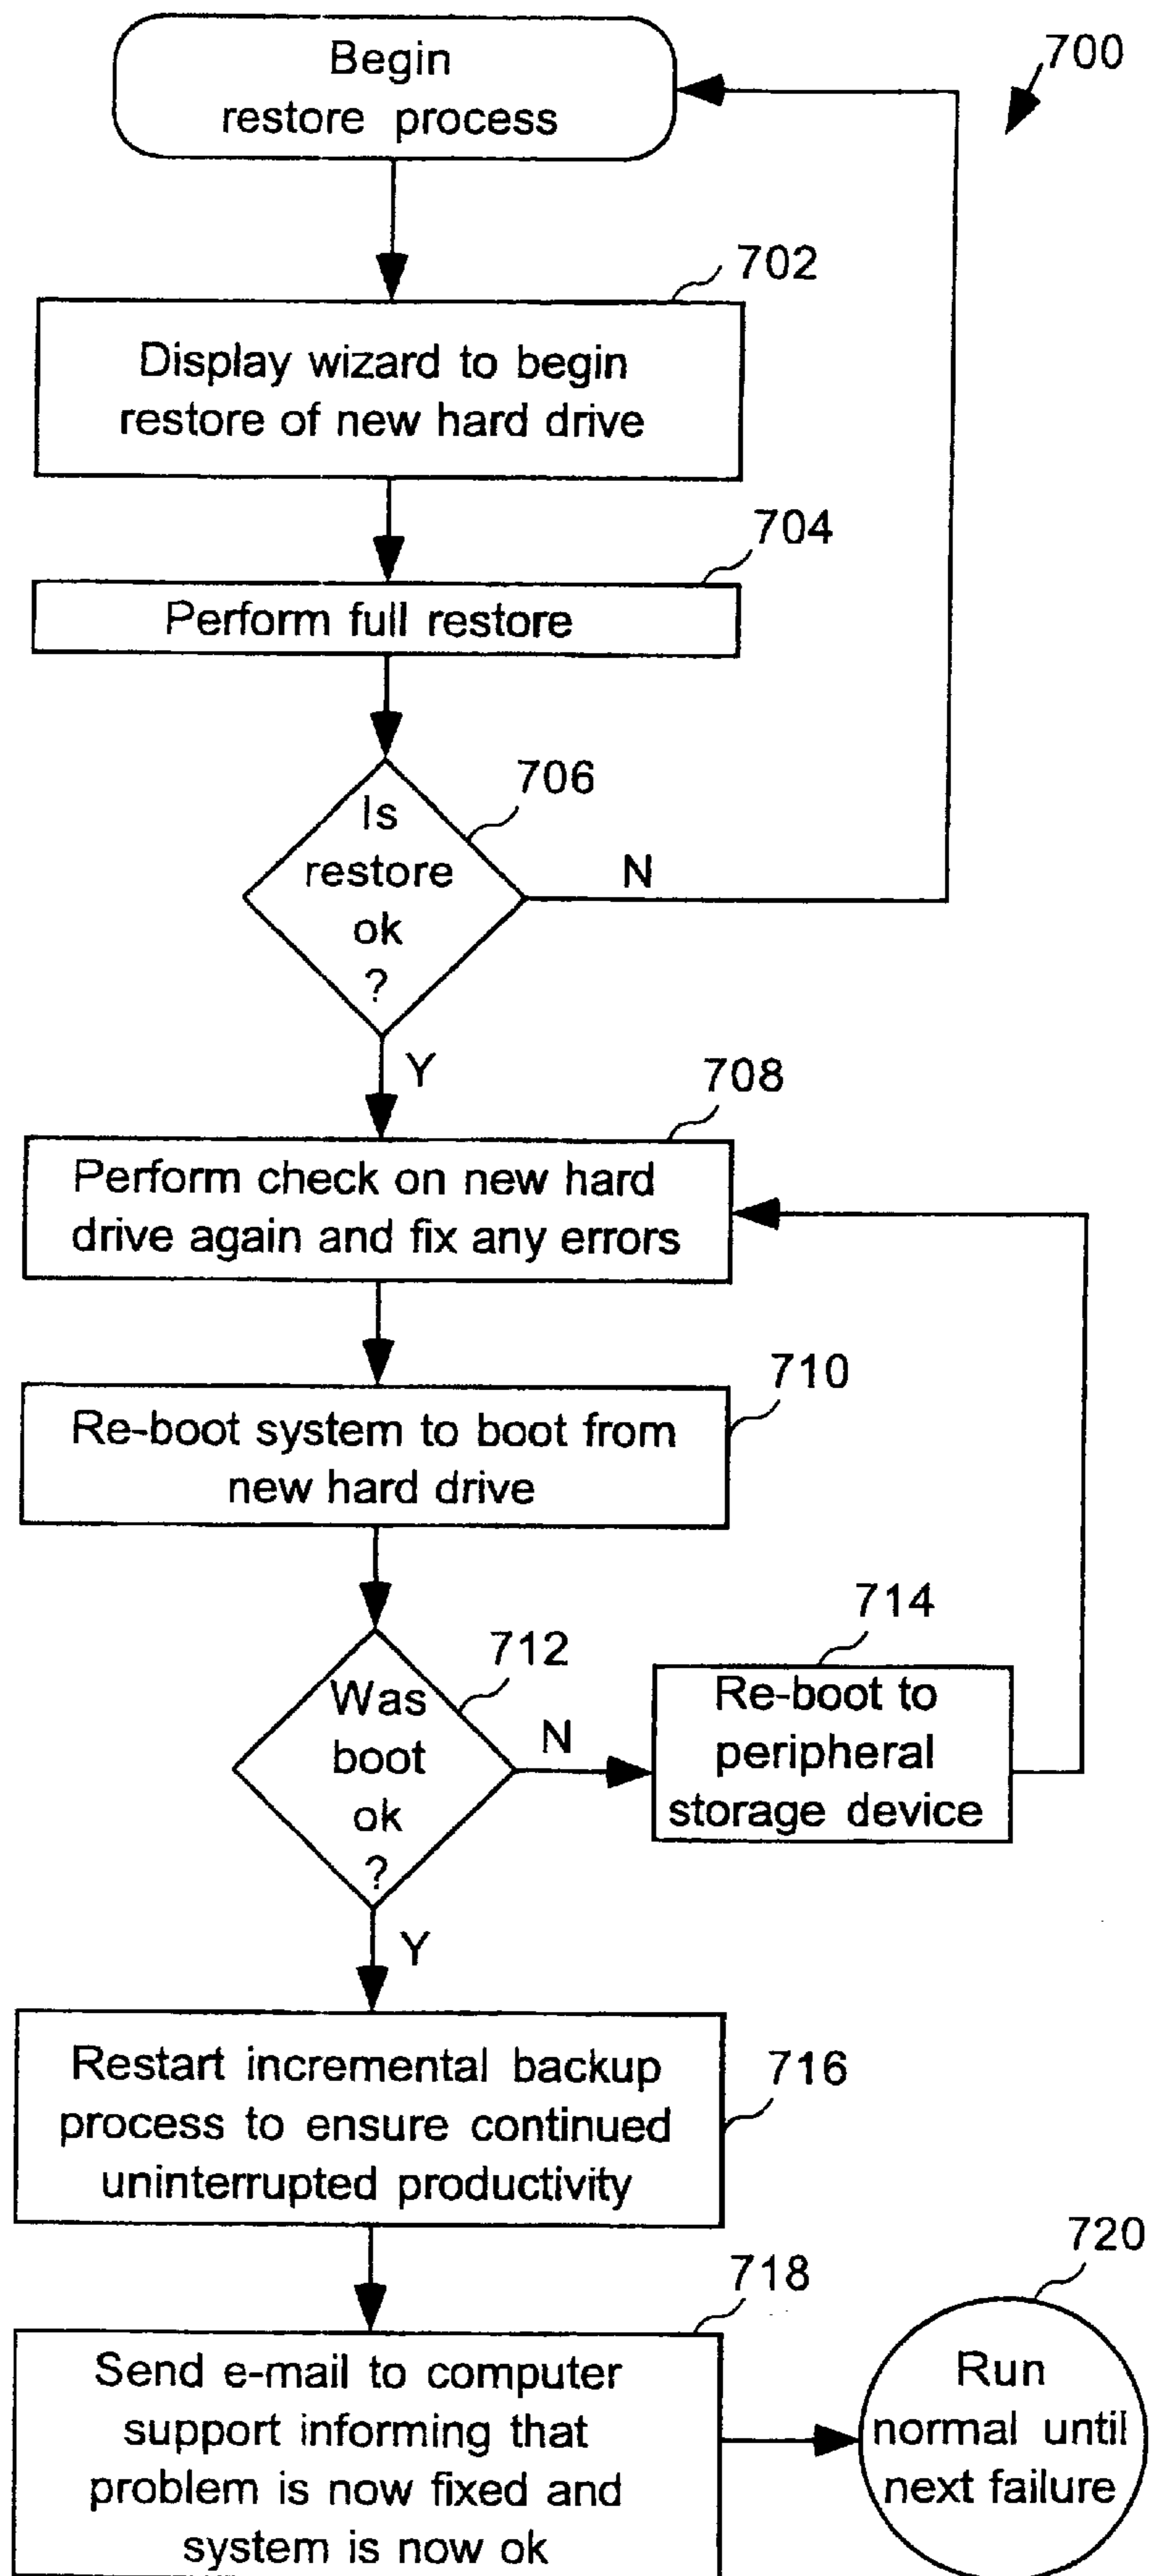 Begin
restore process
700
702
Display wizard to begin
restore of new hard drive
704
Perform full restore
706
Is
restore
ok
?
N
Y
708
Perform check on new hard
drive again and fix any errors
710
Re-boot system to boot from
new hard drive
712
Was
boot
ok
?
N
714
Re-boot to
peripheral
storage device
Y
716
Restart incremental backup
process to ensure continued
uninterrupted productivity
718
Send e-mail to computer
support informing that
problem is now fixed and
system is now ok
720
Run
normal until
next failure